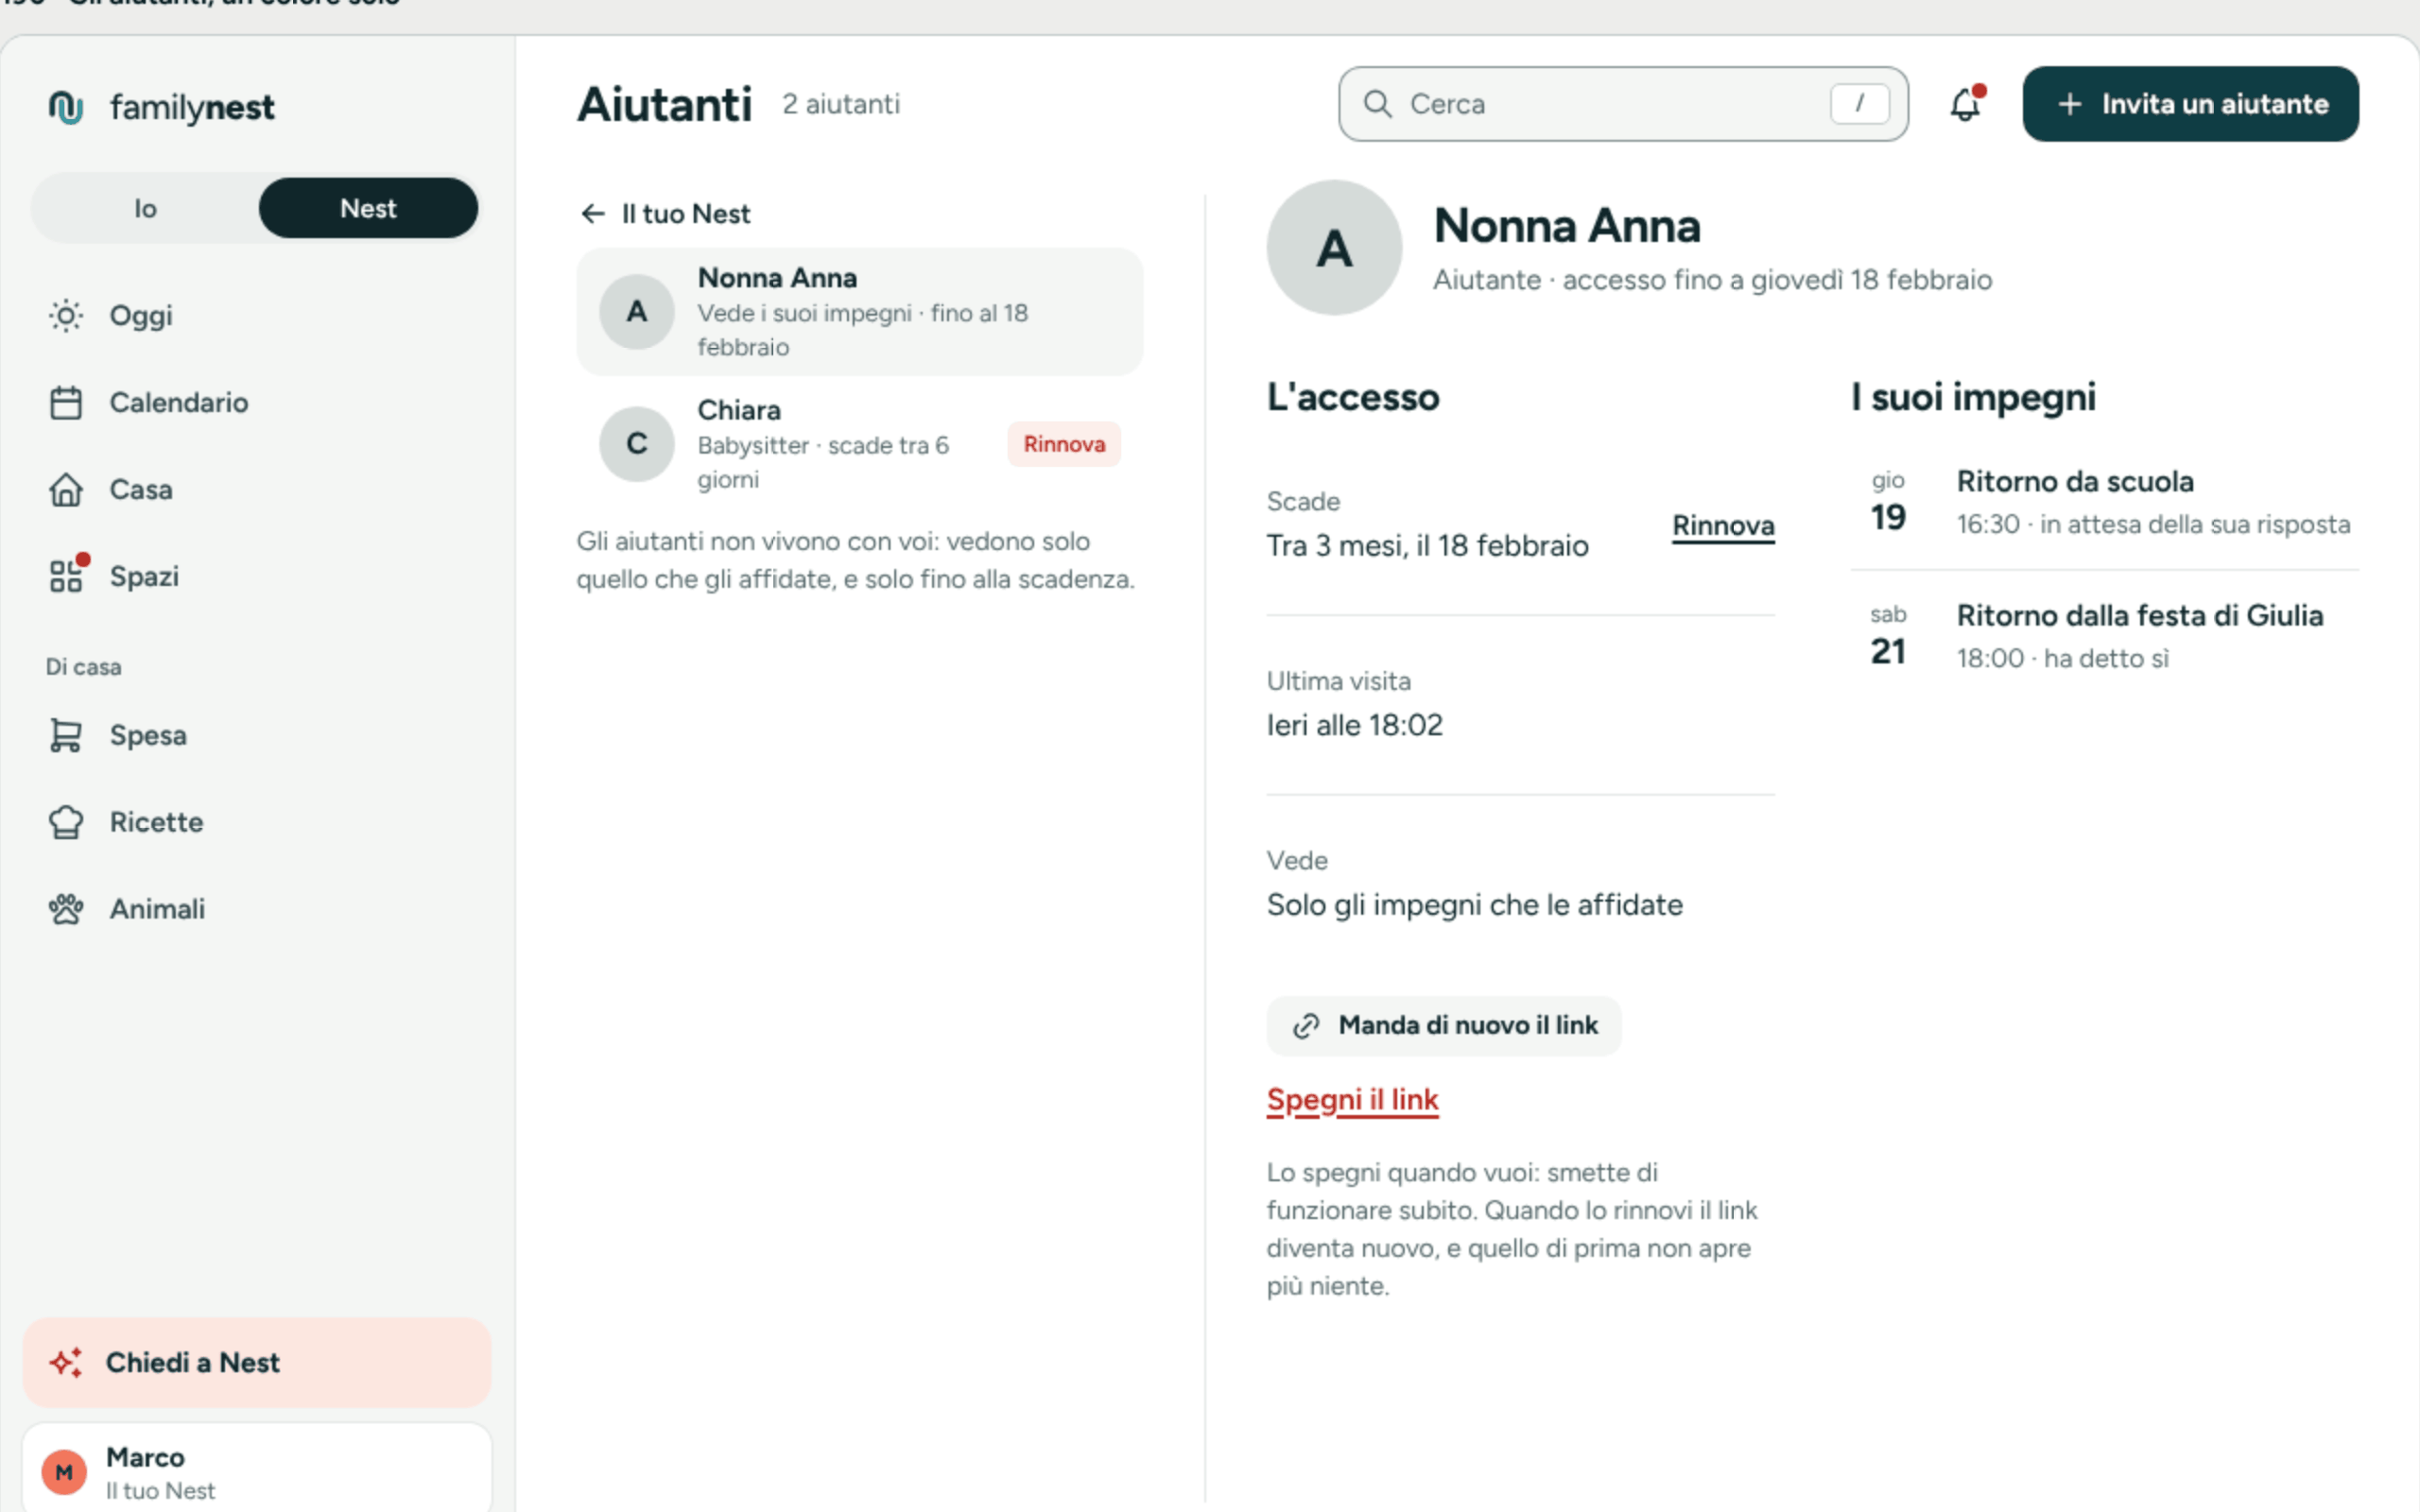 Gli aiutanti, un colore solo
familynest
Io
Nest
Oggi
Calendario
Casa
Spazi
Di casa
Spesa
Ricette
Animali
Chiedi a Nest
M
Marco
Il tuo Nest
Aiutanti
2 aiutanti
Cerca
/
+ Invita un aiutante
← Il tuo Nest
A
Nonna Anna
Vede i suoi impegni · fino al 18
febbraio
C
Chiara
Babysitter · scade tra 6
giorni
Rinnova
Gli aiutanti non vivono con voi: vedono solo
quello che gli affidate, e solo fino alla scadenza.
A
Nonna Anna
Aiutante · accesso fino a giovedì 18 febbraio
L'accesso
Scade
Tra 3 mesi, il 18 febbraio
Rinnova
Ultima visita
Ieri alle 18:02
Vede
Solo gli impegni che le affidate
Manda di nuovo il link
Spegni il link
Lo spegni quando vuoi: smette di
funzionare subito. Quando lo rinnovi il link
diventa nuovo, e quello di prima non apre
più niente.
I suoi impegni
gio
19
Ritorno da scuola
16:30 · in attesa della sua risposta
sab
21
Ritorno dalla festa di Giulia
18:00 · ha detto sì